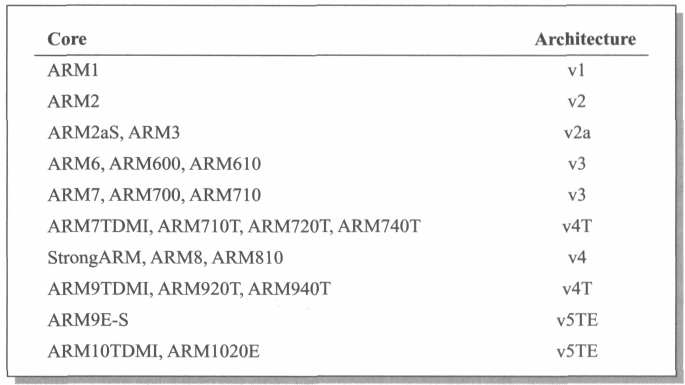 Core Architecture
ARM1 v1
ARM2 v2
ARM2aS, ARM3 v2a
ARM6, ARM600, ARM610 v3
ARM7, ARM700, ARM710 v3
ARM7TDMI, ARM710T, ARM720T, ARM740T v4T
StrongARM, ARM8, ARM810 v4
ARM9TDMI, ARM920T, ARM940T v4T
ARM9E-S v5TE
ARM10TDMI, ARM1020E v5TE